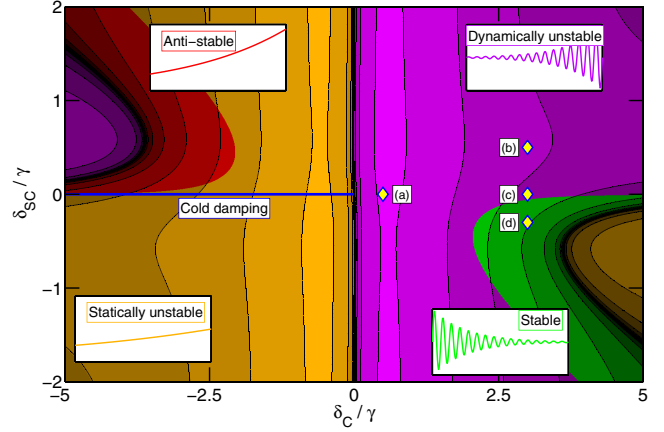 2
1
0
−1
−2
δSC / γ
Anti−stable
Dynamically unstable
(b)
(a)
(c)
Cold damping
(d)
Statically unstable
Stable
−5
−2.5
0
2.5
5
δC / γ